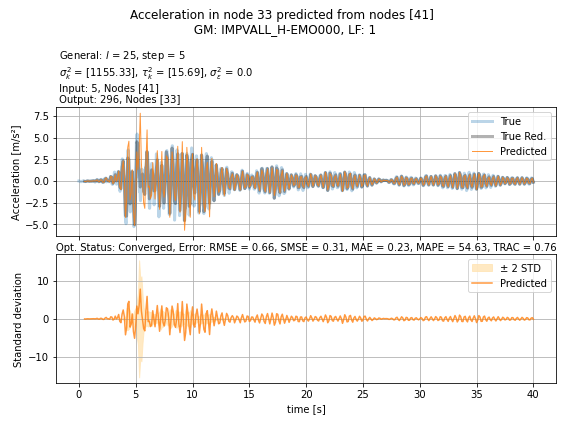 Acceleration in node 33 predicted from nodes [41]
GM: IMPVALL_H-EMO000, LF: 1
General: l = 25, step = 5
σ²ₖ = [1155.33], τ²ₖ = [15.69], σ²ε = 0.0
Input: 5, Nodes [41]
Output: 296, Nodes [33]
Acceleration [m/s²]
7.5
5.0
2.5
0.0
−2.5
−5.0
True
True Red.
Predicted
Opt. Status: Converged, Error: RMSE = 0.66, SMSE = 0.31, MAE = 0.23, MAPE = 54.63, TRAC = 0.76
Standard deviation
10
0
−10
± 2 STD
Predicted
0 5 10 15 20 25 30 35 40
time [s]